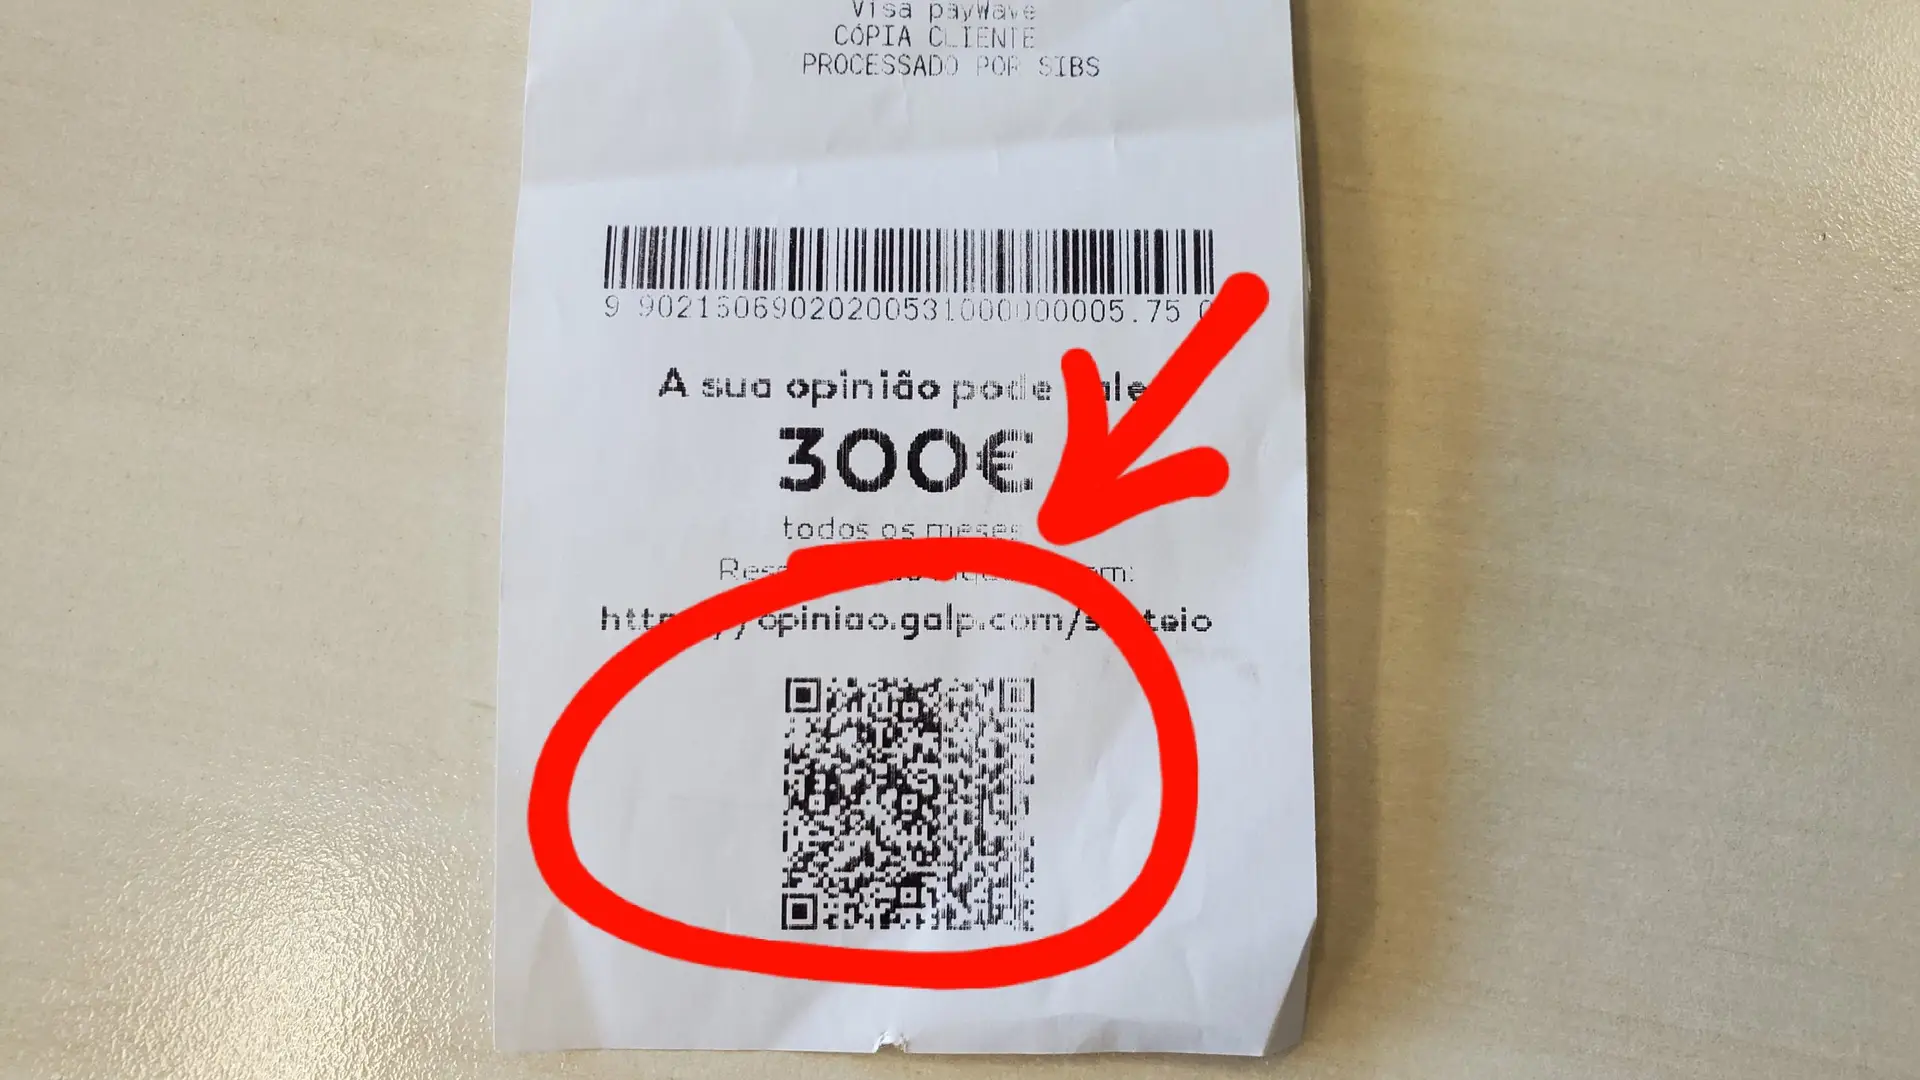 Visa payWave
CÓPIA CLIENTE
PROCESSADO POR SIBS
9 90215069020200531000000005.75 0
A sua opinião pode
300€
todos os meses
opiniao.galp.com/